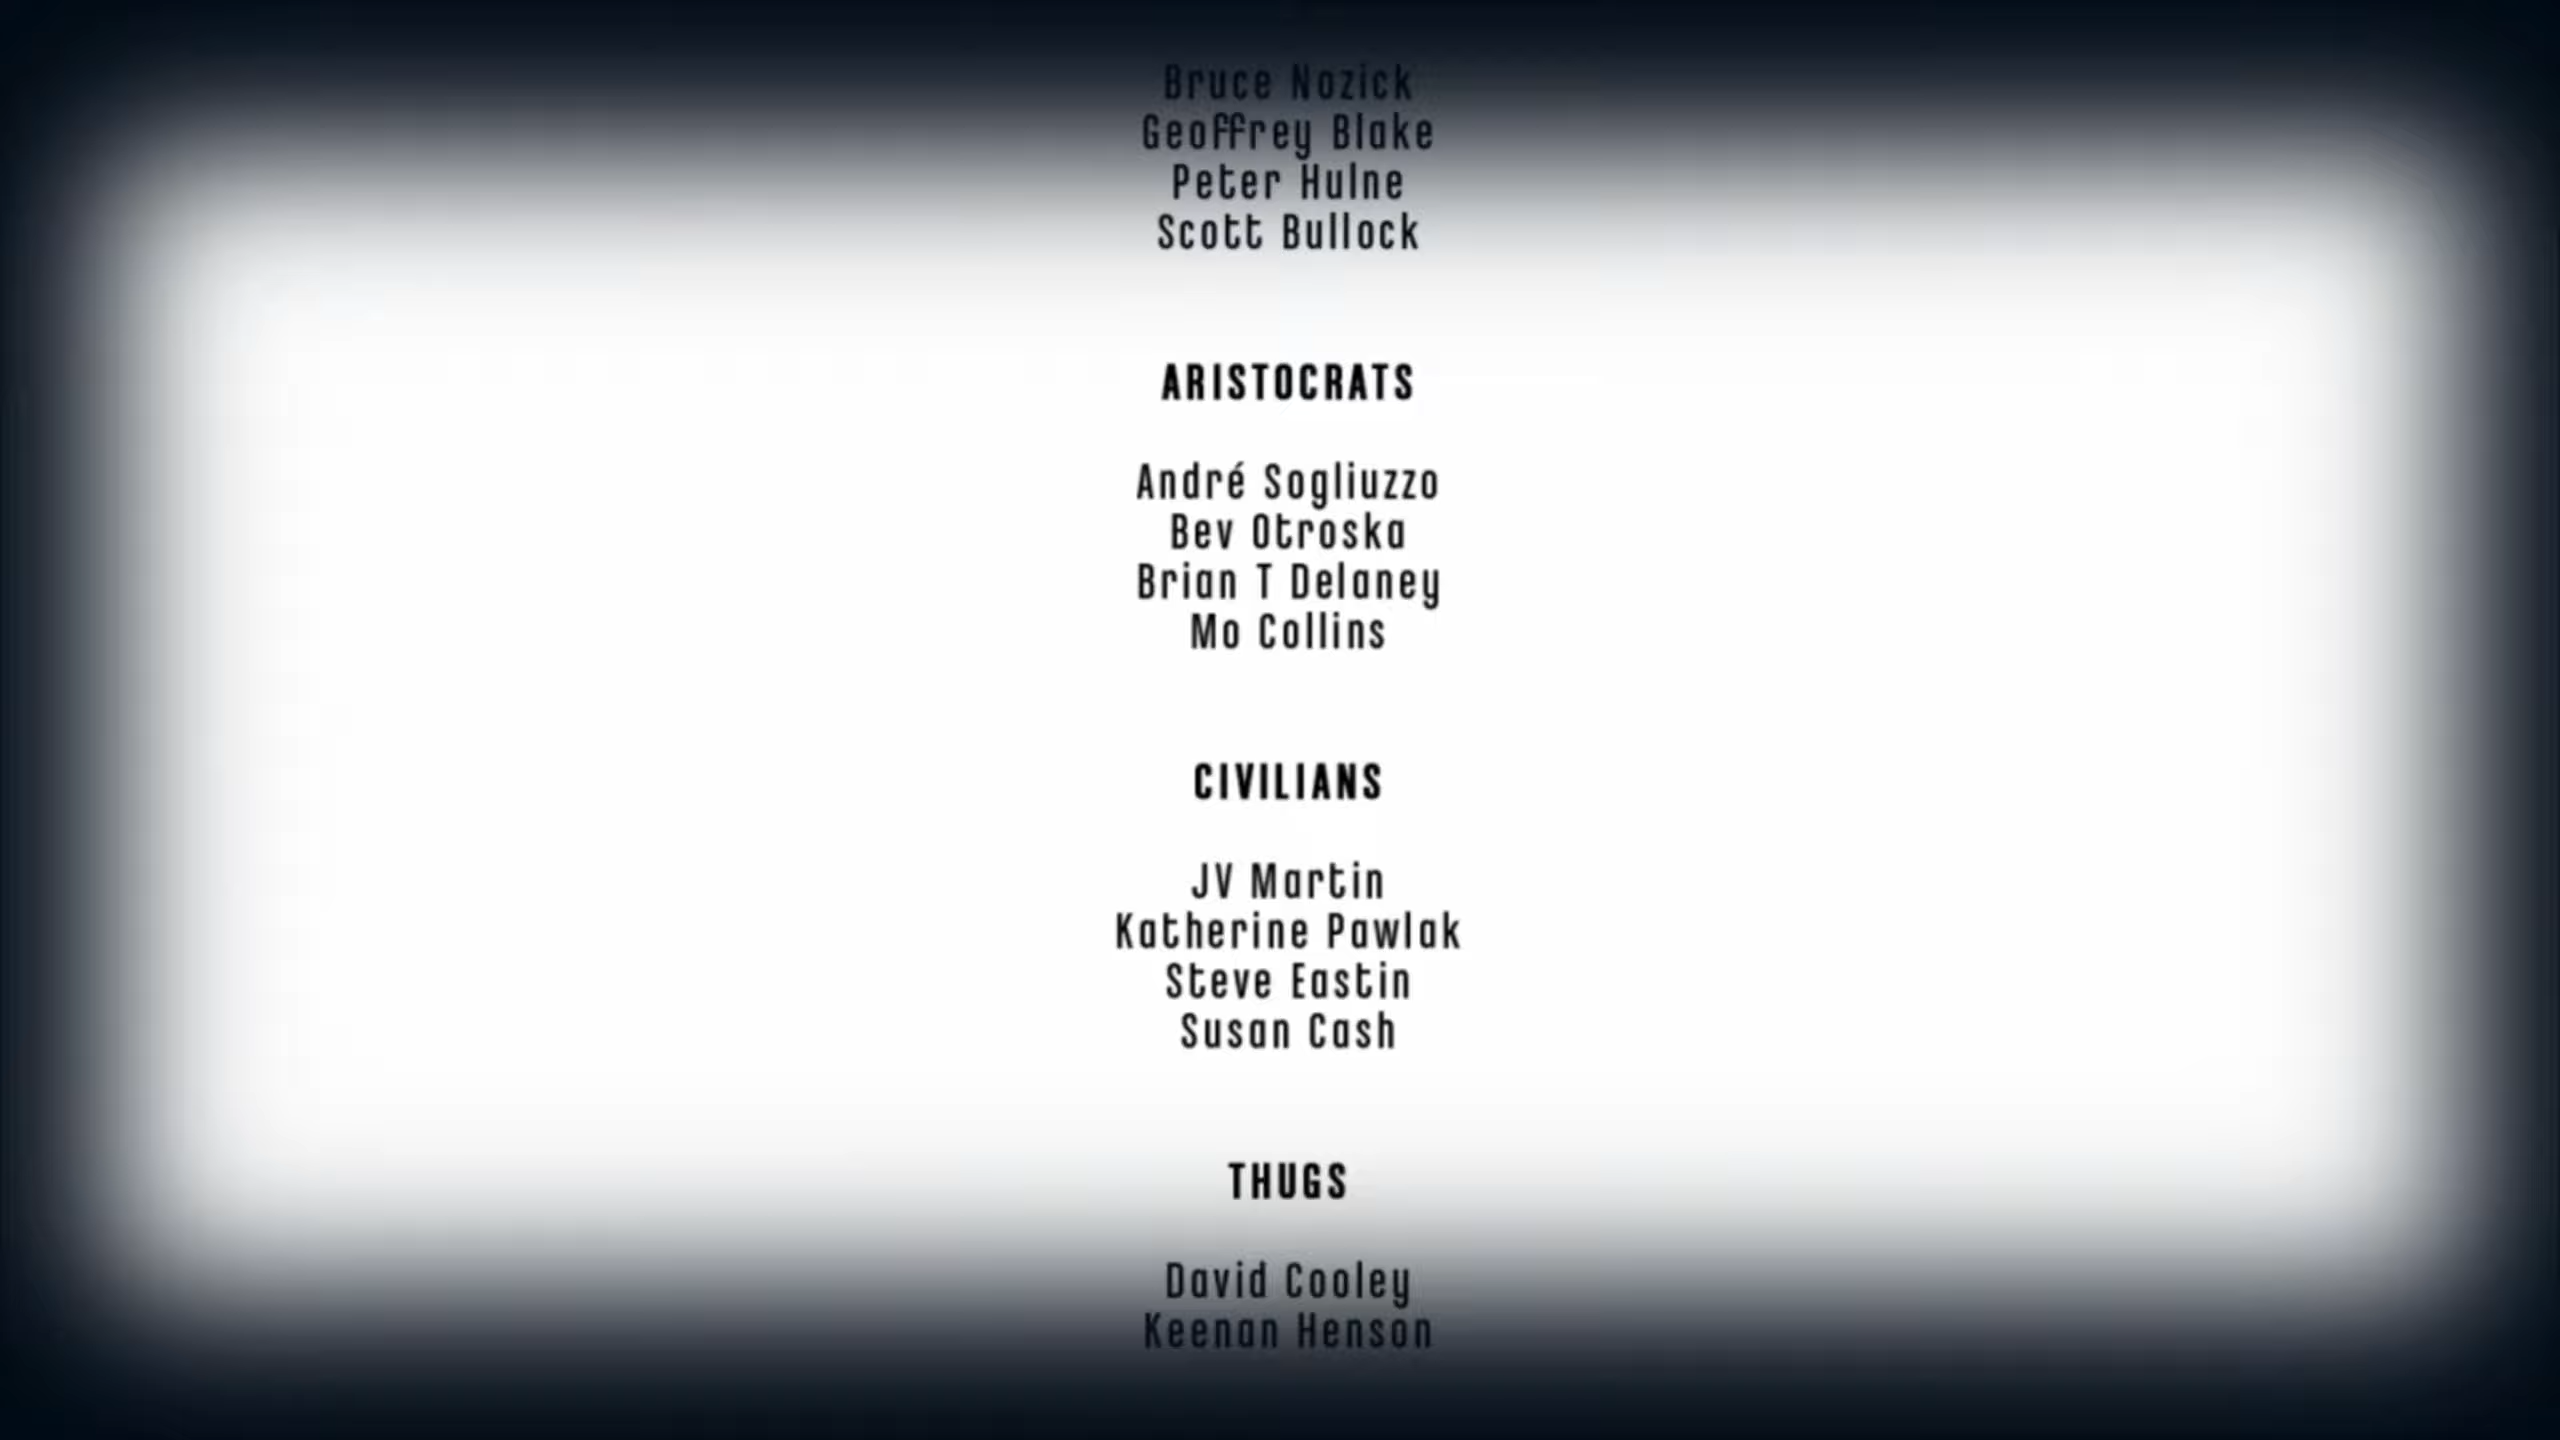 Bruce Nozick
Geoffrey Blake
Peter Hulne
Scott Bullock
ARISTOCRATS
André Sogliuzzo
Bev Otroska
Brian T Delaney
Mo Collins
CIVILIANS
JV Martin
Katherine Pawlak
Steve Eastin
Susan Cash
THUGS
David Cooley
Keenan Henson